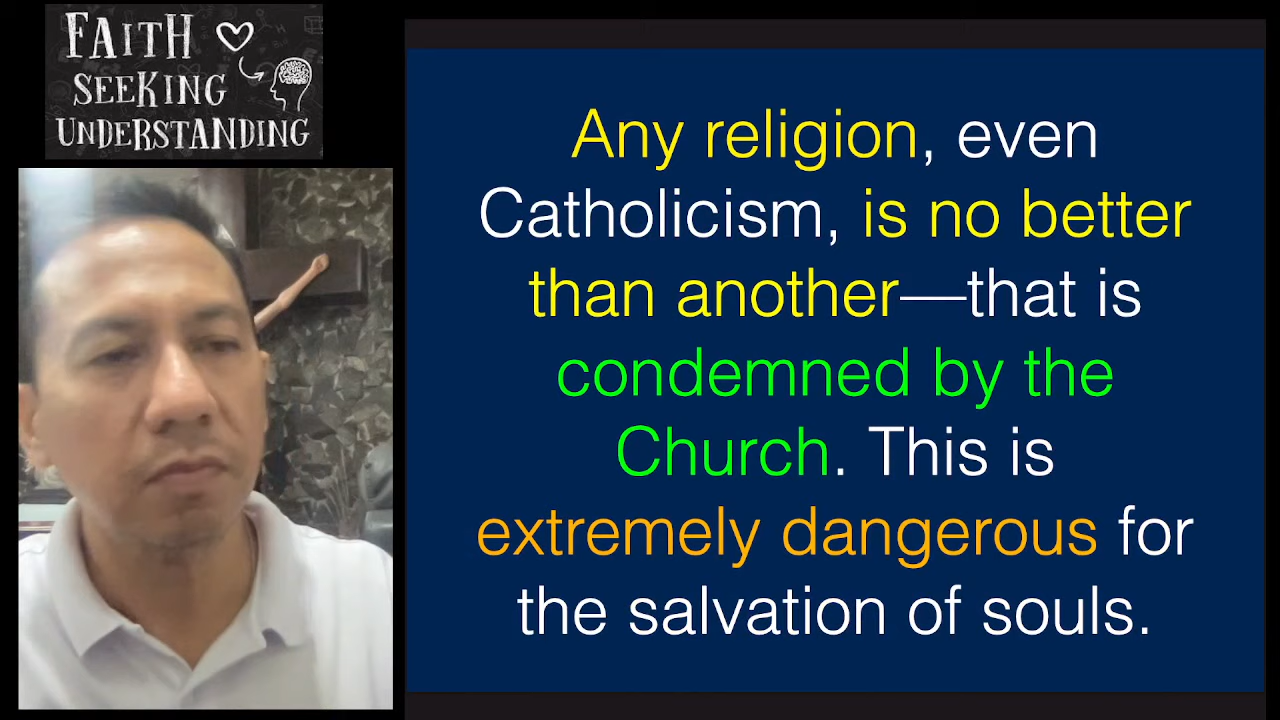 FAITH
SEEKING
UNDERSTANDING
Any religion, even
Catholicism, is no better
than another—that is
condemned by the
Church. This is
extremely dangerous for
the salvation of souls.